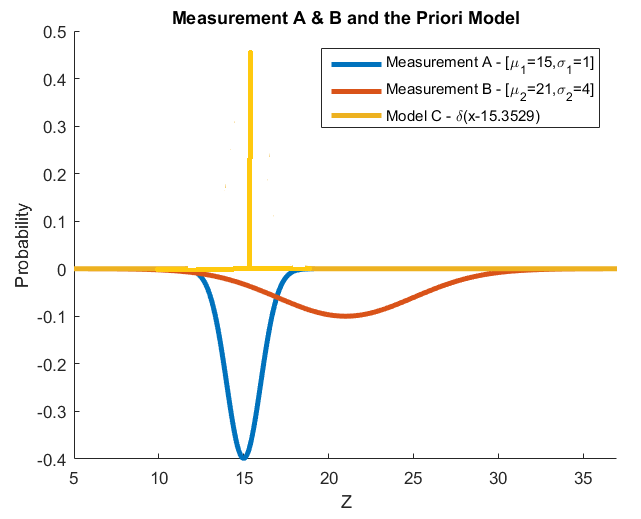 Measurement A & B and the Priori Model
0.5
0.4
0.3
0.2
0.1
0
-0.1
-0.2
-0.3
-0.4
Probability
5 10 15 20 25 30 35
Z
Measurement A - [μ₁=15,σ₁=1]
Measurement B - [μ₂=21,σ₂=4]
Model C - δ(x-15.3529)